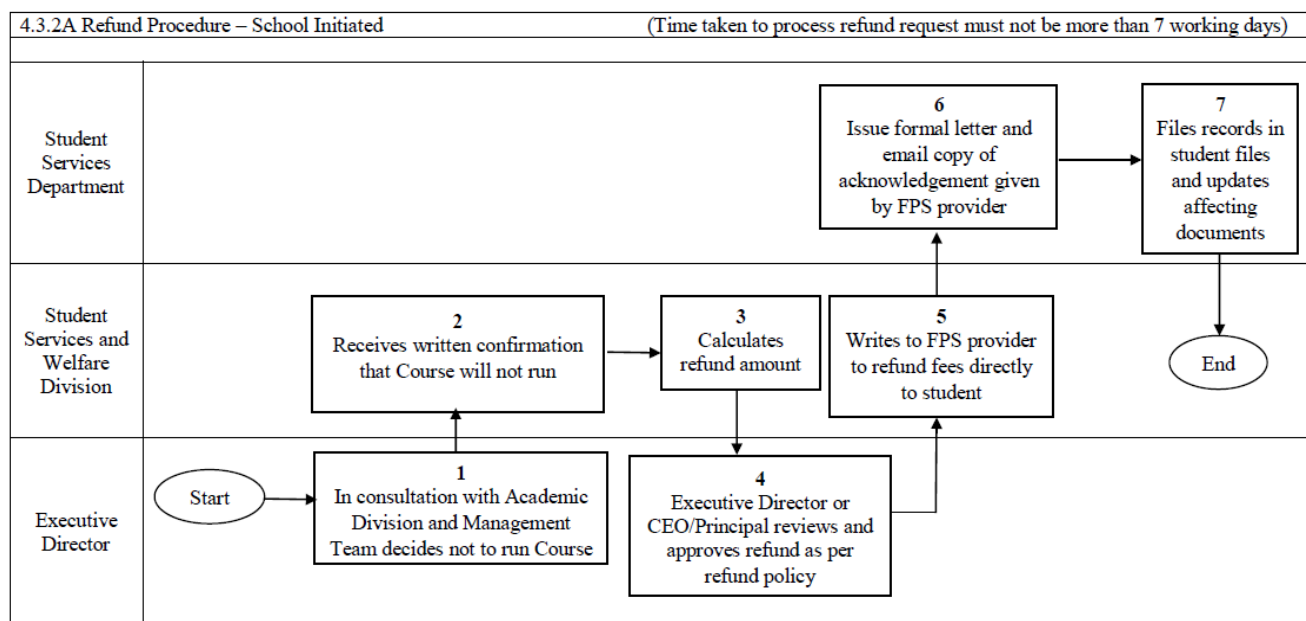 4.3.2A Refund Procedure – School Initiated (Time taken to process refund request must not be more than 7 working days)
Student
Services
Department
6
Issue formal letter and
email copy of
acknowledgement given
by FPS provider
7
Files records in
student files
and updates
affecting
documents
Student
Services and
Welfare
Division
2
Receives written confirmation
that Course will not run
3
Calculates
refund amount
5
Writes to FPS provider
to refund fees directly
to student
End
Executive
Director
Start
1
In consultation with Academic
Division and Management
Team decides not to run Course
4
Executive Director or
CEO/Principal reviews and
approves refund as per
refund policy